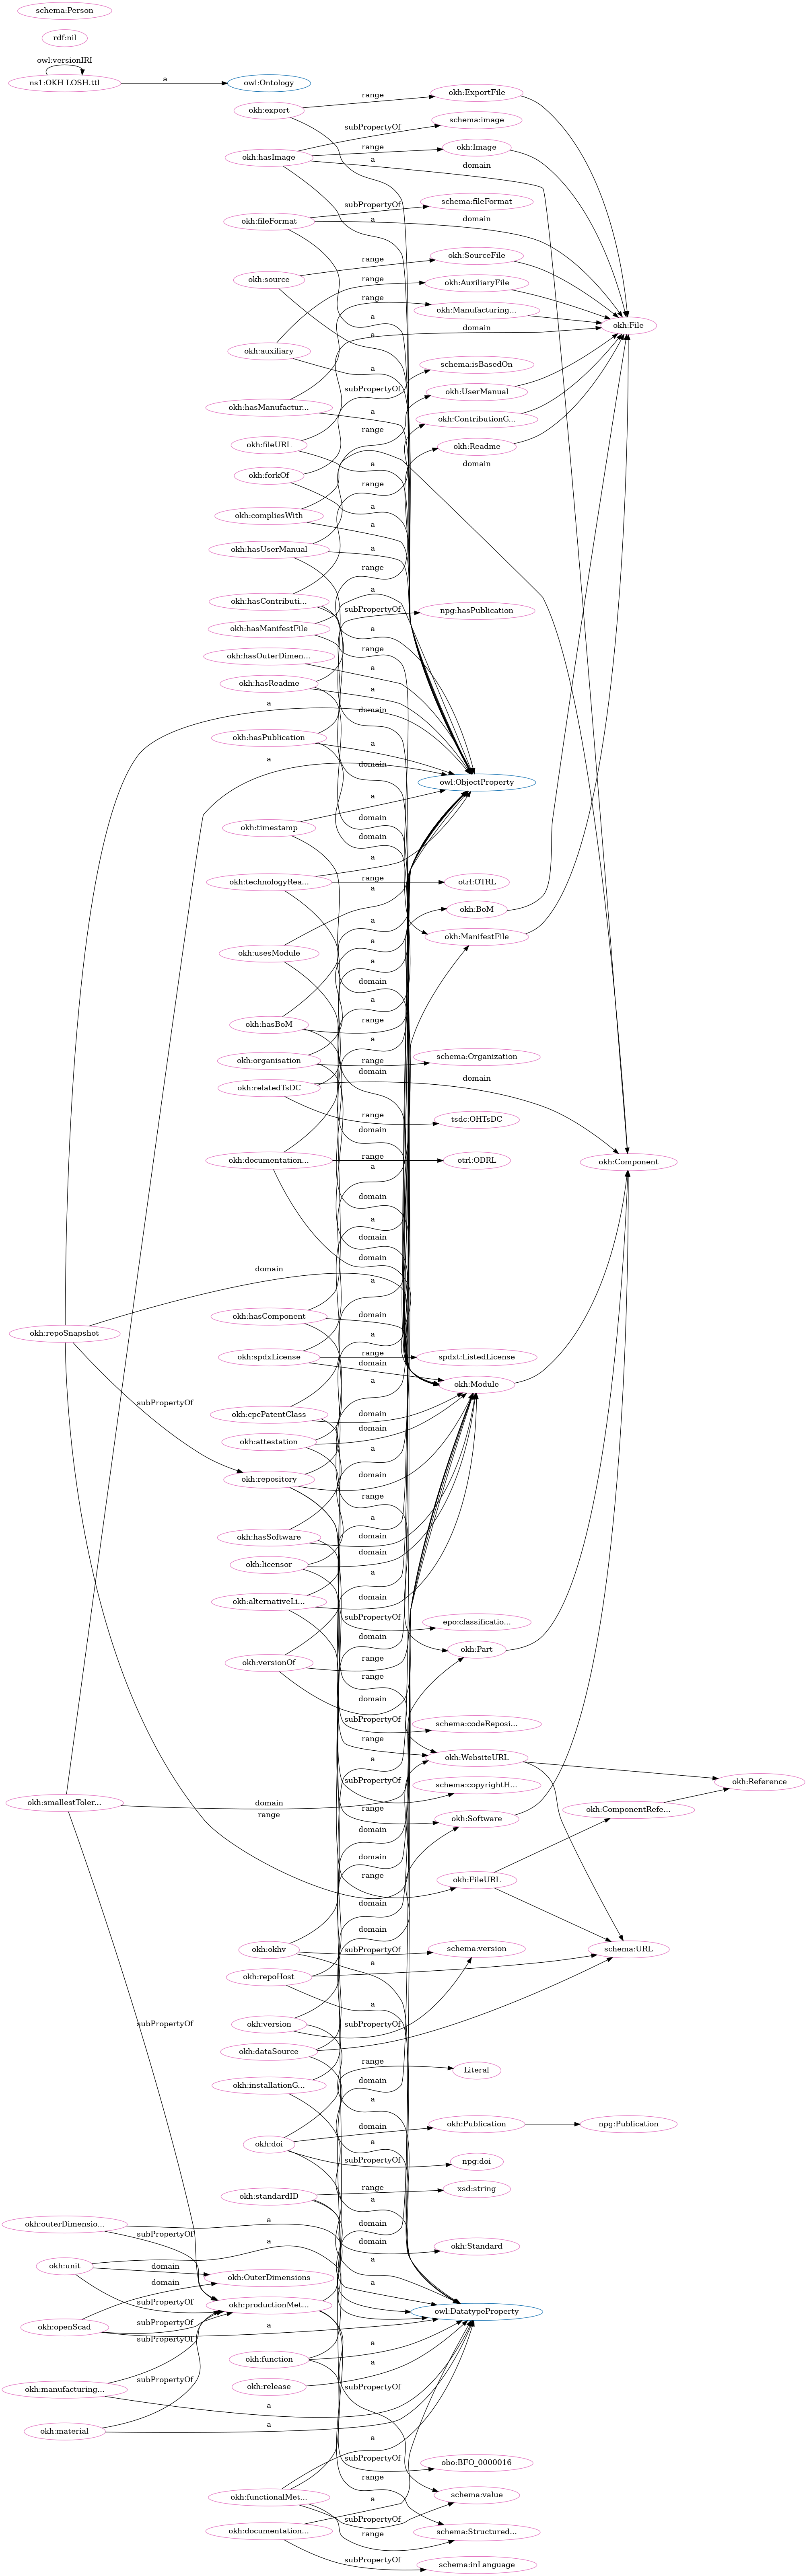 schema:Person
rdf:nil
owl:versionIRI
ns1:OKH-LOSH.ttl
a
owl:Ontology
okh:export
range
okh:ExportFile
subPropertyOf
schema:image
okh:hasImage
range
okh:Image
a
domain
okh:fileFormat
subPropertyOf
schema:fileFormat
a
domain
okh:source
range
okh:SourceFile
range
okh:AuxiliaryFile
range
okh:Manufacturing...
a
okh:File
domain
a
okh:auxiliary
a
schema:isBasedOn
subPropertyOf
okh:UserManual
okh:hasManufactur...
a
okh:ContributionG...
range
okh:fileURL
okh:Readme
a
domain
okh:forkOf
range
okh:compliesWith
a
a
okh:hasUserManual
a
range
a
okh:hasContributi...
subPropertyOf
npg:hasPublication
okh:hasManifestFile
a
range
okh:hasOuterDimen...
okh:hasReadme
a
a
domain
okh:hasPublication
a
a
domain
owl:ObjectProperty
okh:timestamp
a
domain
domain
a
okh:technologyRea...
range
otrl:OTRL
a
okh:BoM
a
okh:ManifestFile
a
okh:usesModule
a
domain
a
okh:hasBoM
range
a
okh:organisation
range
schema:Organization
domain
domain
okh:relatedTsDC
range
tsdc:OHTsDC
domain
okh:documentation...
range
otrl:ODRL
okh:Component
a
domain
a
domain
domain
domain
a
okh:hasComponent
domain
okh:repoSnapshot
a
okh:spdxLicense
range
spdxt:ListedLicense
domain
a
okh:Module
subPropertyOf
okh:cpcPatentClass
domain
domain
okh:attestation
a
okh:repository
domain
range
a
okh:hasSoftware
domain
domain
okh:licensor
a
a
okh:alternativeLi...
domain
subPropertyOf
epo:classificatio...
domain
okh:Part
okh:versionOf
range
range
domain
subPropertyOf
schema:codeReposi...
range
okh:WebsiteURL
a
okh:Reference
subPropertyOf
schema:copyrightH...
okh:smallestToler...
domain
range
range
okh:ComponentRefe...
okh:Software
domain
domain
range
okh:FileURL
domain
domain
okh:okhv
subPropertyOf
schema:version
schema:URL
a
okh:repoHost
a
okh:version
subPropertyOf
subPropertyOf
okh:dataSource
range
Literal
domain
okh:installationG...
a
domain
okh:Publication
npg:Publication
okh:doi
a
subPropertyOf
npg:doi
range
xsd:string
okh:standardID
a
okh:outerDimensio...
a
domain
subPropertyOf
a
domain
okh:Standard
okh:unit
domain
a
okh:OuterDimensions
domain
a
subPropertyOf
okh:productionMet...
owl:DatatypeProperty
okh:openScad
subPropertyOf
a
subPropertyOf
a
okh:function
a
subPropertyOf
okh:release
subPropertyOf
okh:manufacturing...
a
a
okh:material
a
a
subPropertyOf
obo:BFO_0000016
range
okh:functionalMet...
schema:value
a
subPropertyOf
okh:documentation...
range
schema:Structured...
subPropertyOf
schema:inLanguage